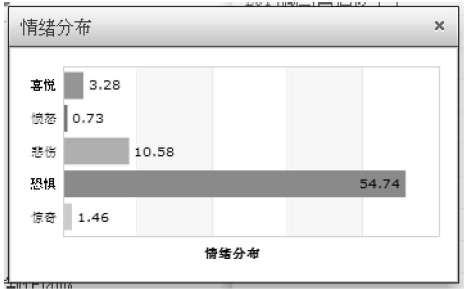 情绪分布 ×
喜悦 3.28
愤怒 0.73
悲伤 10.58
恐惧 54.74
惊奇 1.46
情绪分布